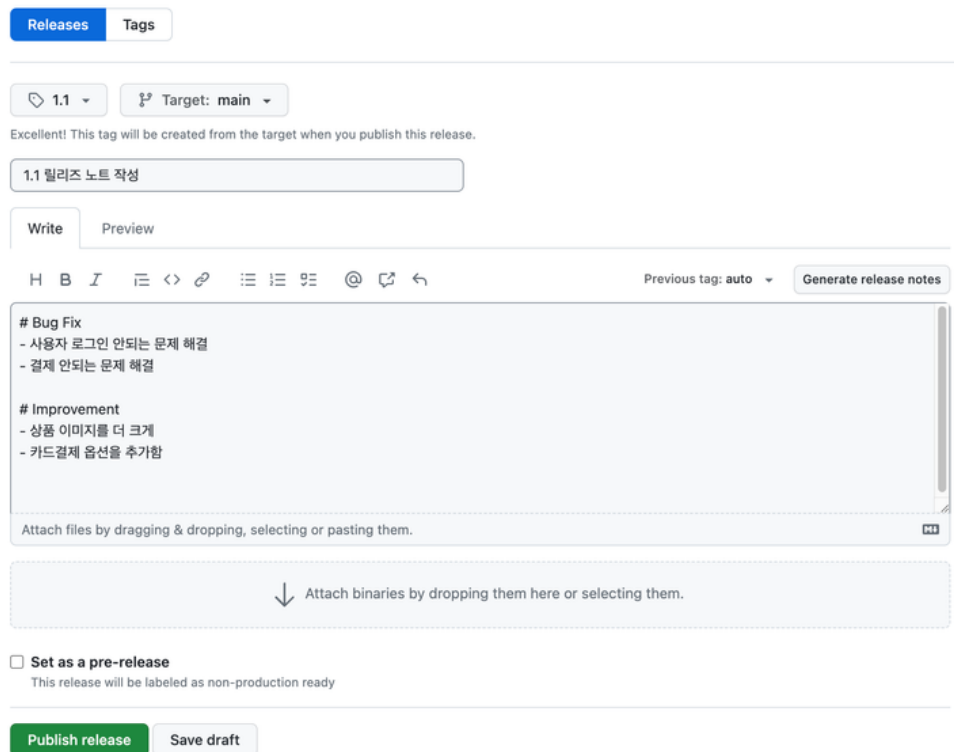 Releases Tags
1.1 Target: main
Excellent! This tag will be created from the target when you publish this release.
1.1 릴리즈 노트 작성
Write Preview
H B I <> @ Previous tag: auto Generate release notes
# Bug Fix
- 사용자 로그인 안되는 문제 해결
- 결제 안되는 문제 해결
# Improvement
- 상품 이미지를 더 크게
- 카드결제 옵션을 추가함
Attach files by dragging & dropping, selecting or pasting them.
Attach binaries by dropping them here or selecting them.
Set as a pre-release
This release will be labeled as non-production ready
Publish release Save draft